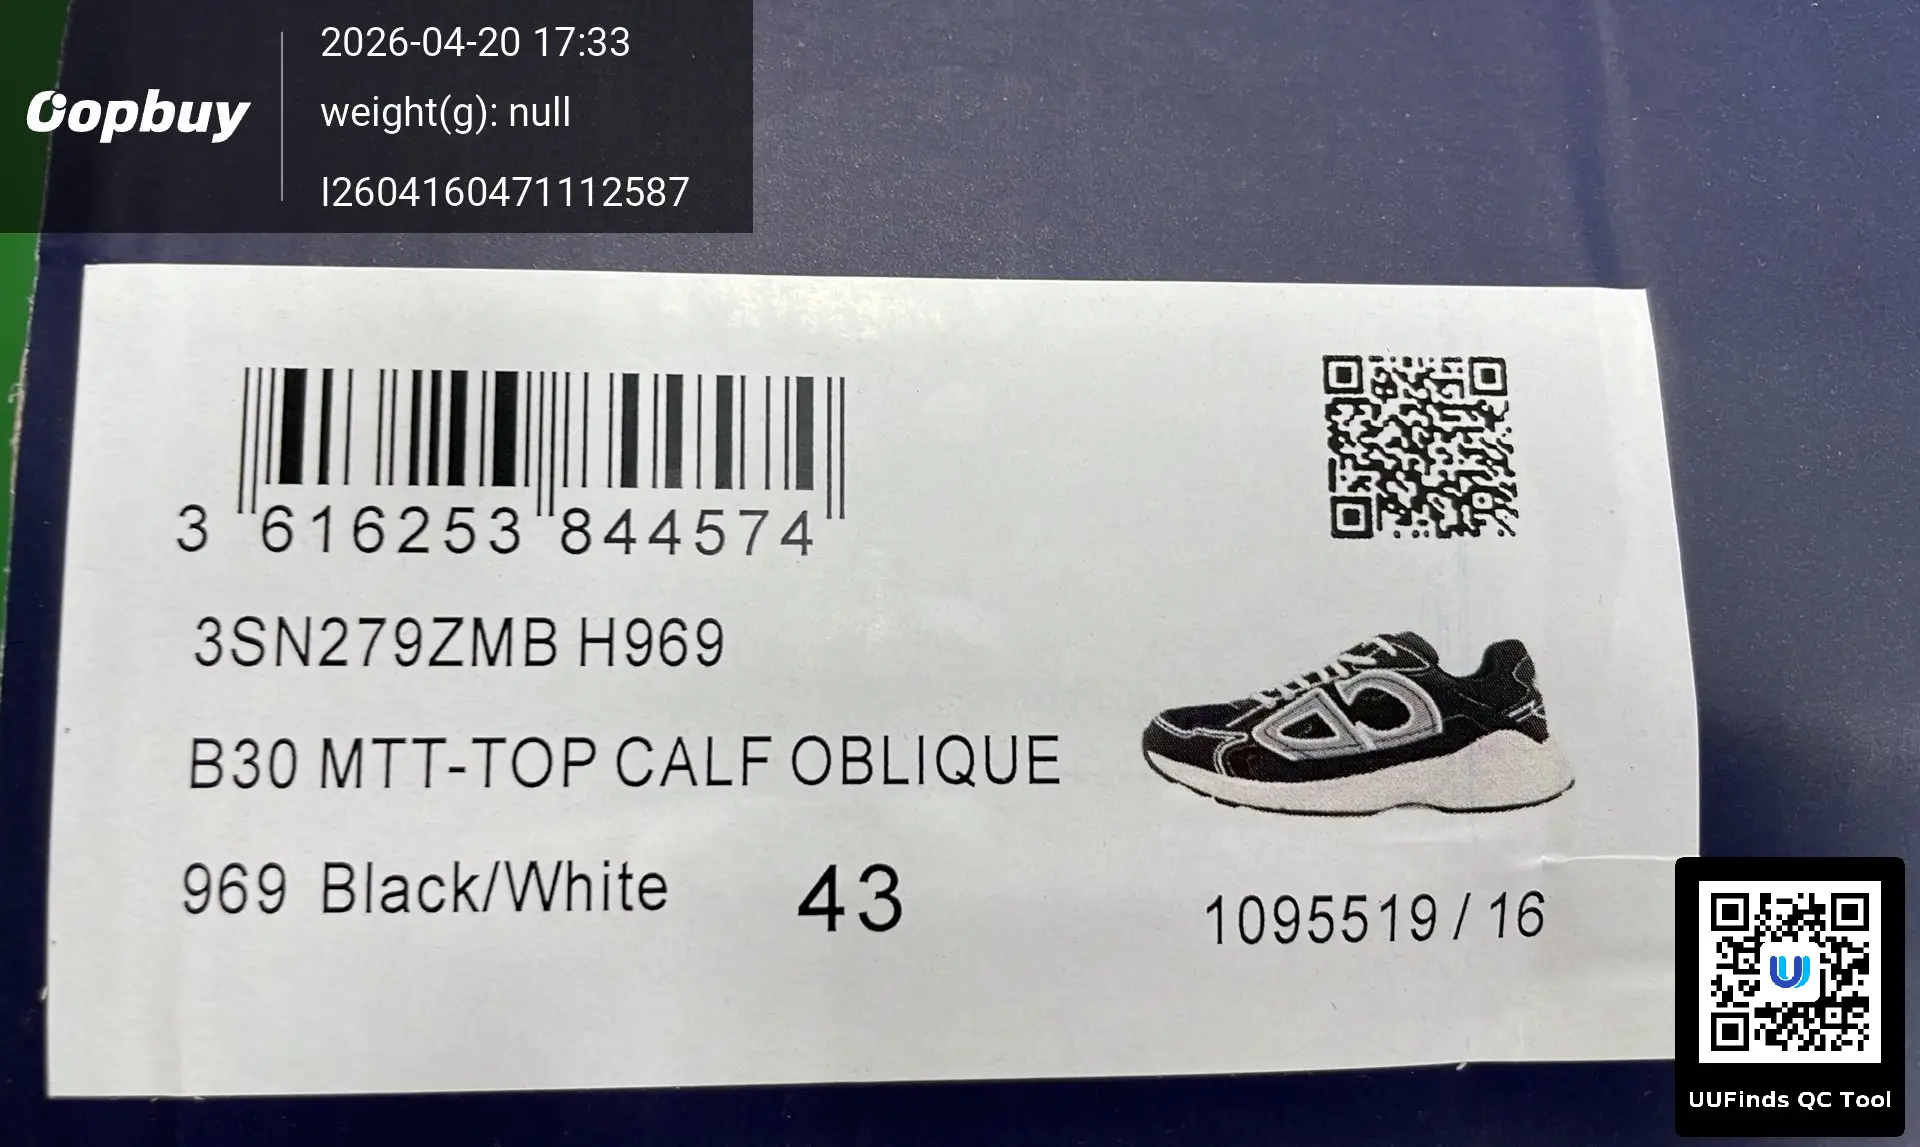 oopbuy
2026-04-20 17:33
weight(g): null
I2604160471112587
3 616253 844574
3SN279ZMB H969
B30 MTT-TOP CALF OBLIQUE
969 Black/White 43
1095519 / 16
UUFinds QC Tool